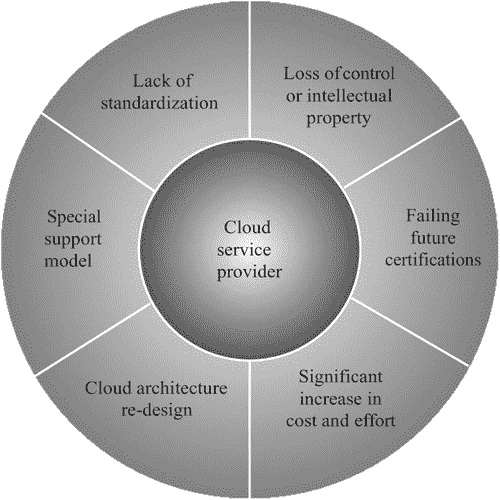 Lack of
standardization
Loss of control
or intellectual
property
Special
support
model
Cloud
service
provider
Failing
future
certifications
Cloud architecture
re-design
Significant
increase in
cost and effort